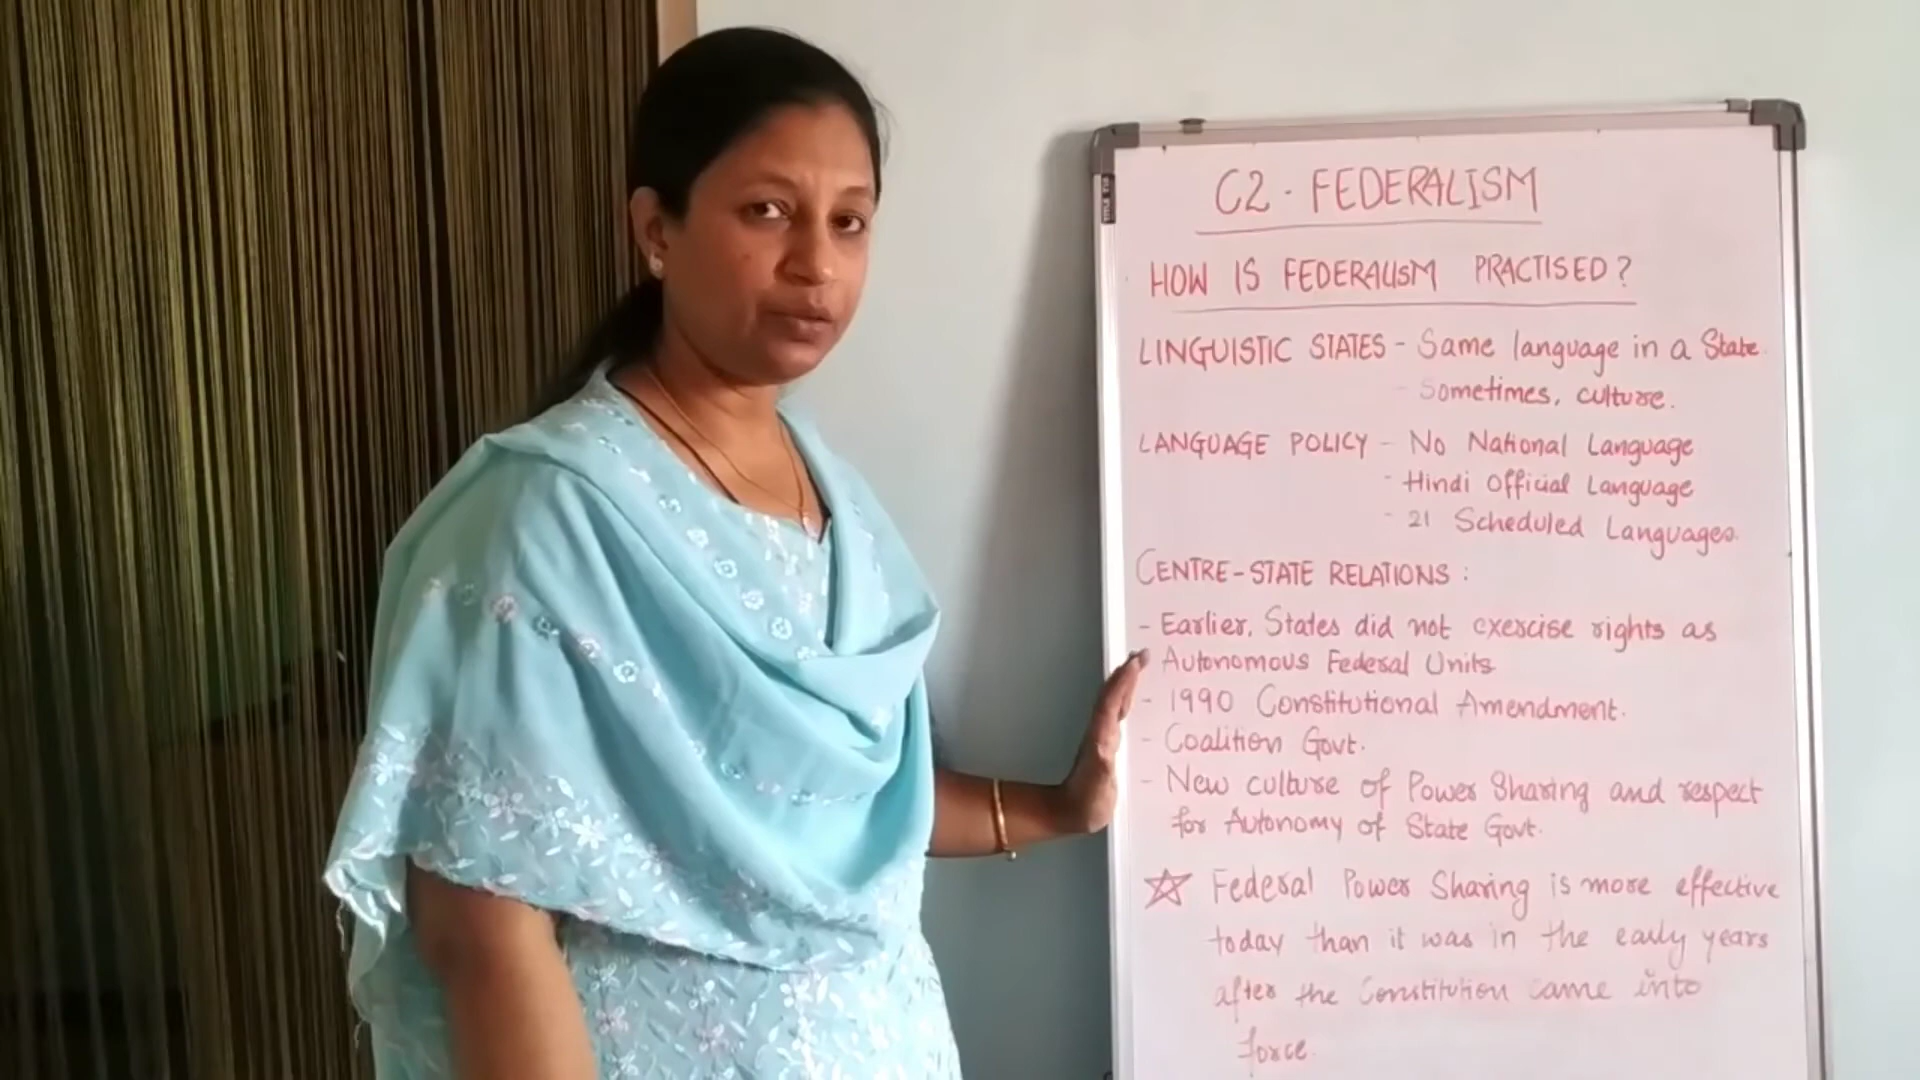 C2 - FEDERALISM
HOW IS FEDERALISM PRACTISED?
LINGUISTIC STATES - Same language in a State.
- Sometimes, culture.
LANGUAGE POLICY - No National Language
- Hindi Official Language
- 21 Scheduled Languages.
CENTRE-STATE RELATIONS :
- Earlier, States did not exercise rights as
Autonomous Federal Units
- 1990 Constitutional Amendment.
- Coalition Govt.
- New culture of Power Sharing and respect
for Autonomy of State Govt.
☆ Federal Power Sharing is more effective
today than it was in the early years
after the Constitution came into
force.